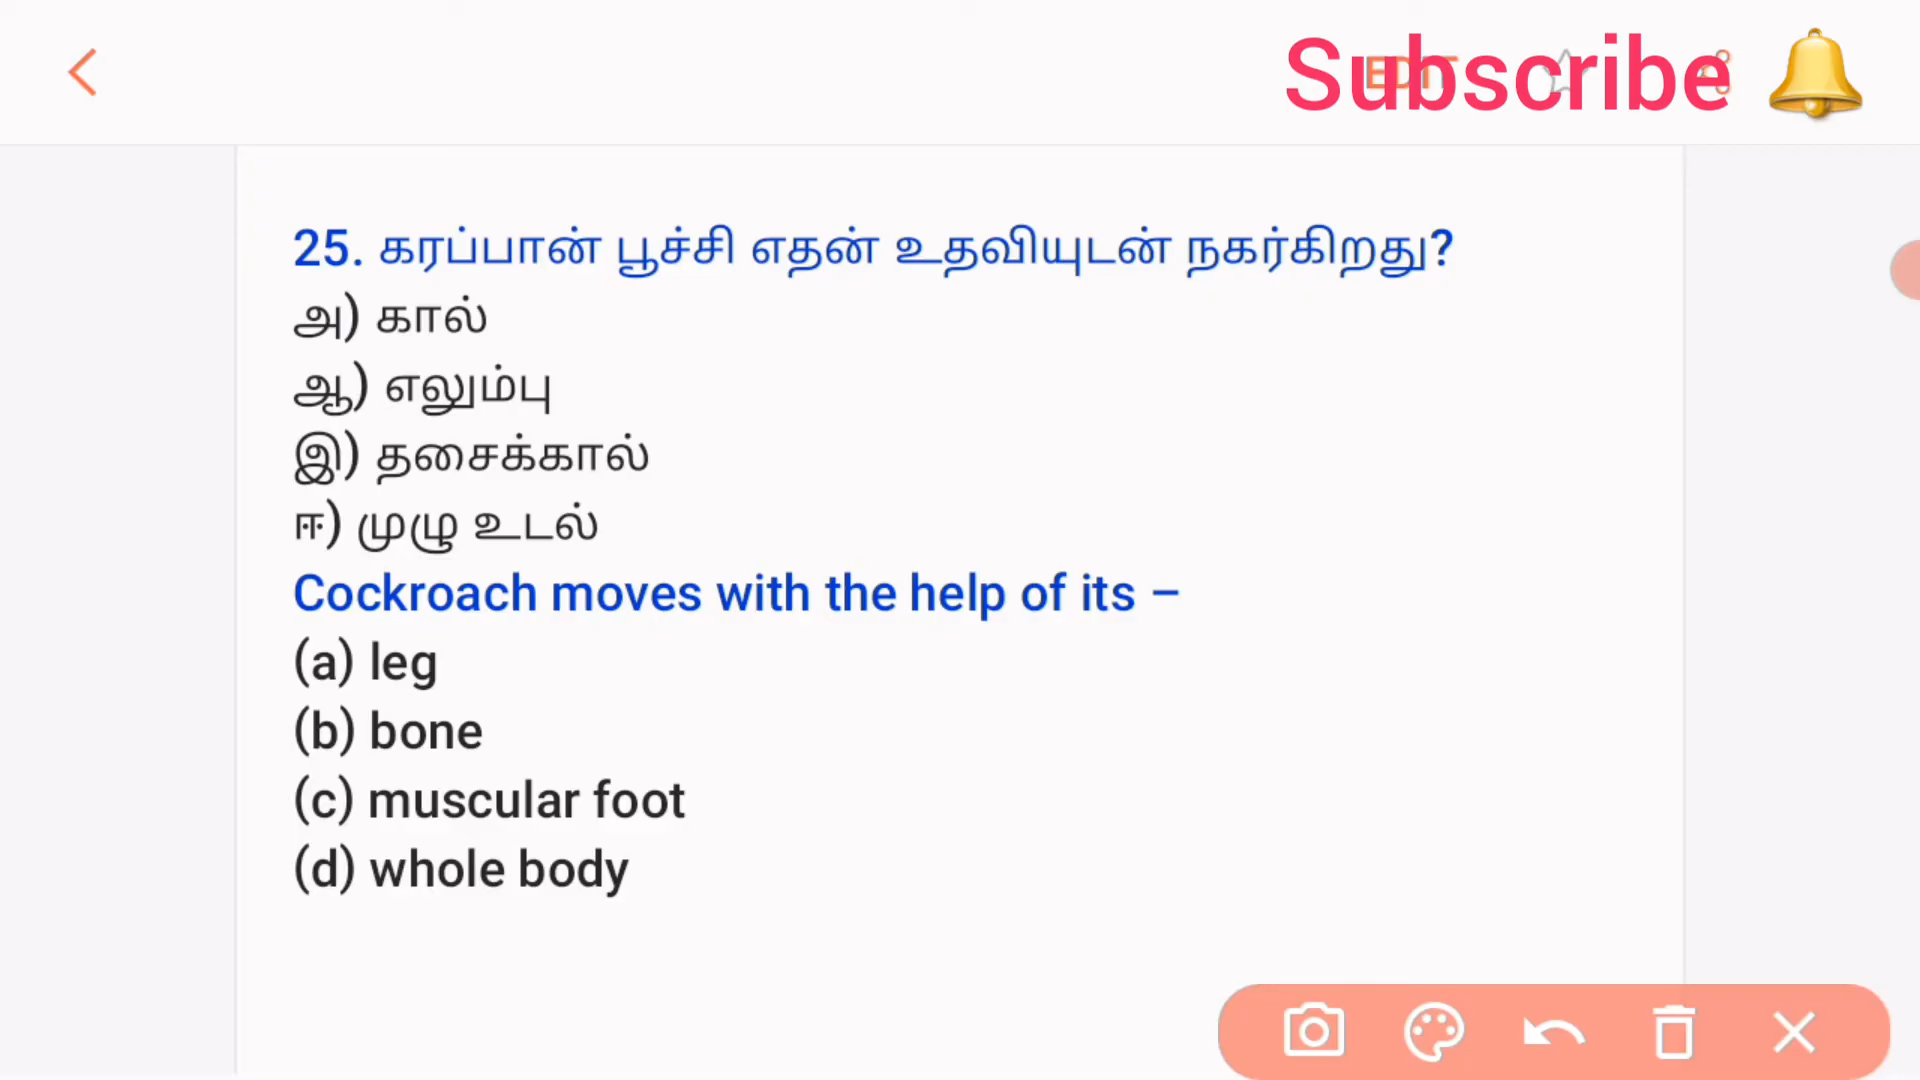 Subscribe 🔔
EDIT
25. கரப்பான் பூச்சி எதன் உதவியுடன் நகர்கிறது?
அ) கால்
ஆ) எலும்பு
இ) தசைக்கால்
ஈ) முழு உடல்
Cockroach moves with the help of its –
(a) leg
(b) bone
(c) muscular foot
(d) whole body